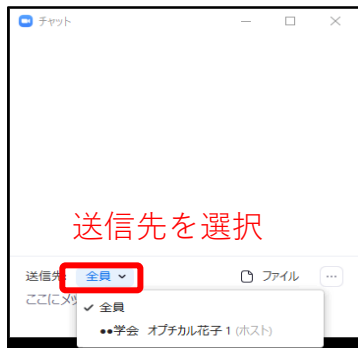 チャット
送信先を選択
送信先: 全員
ファイル
ここにメッ
✓ 全員
●●学会 オプチカル花子1 (ホスト)